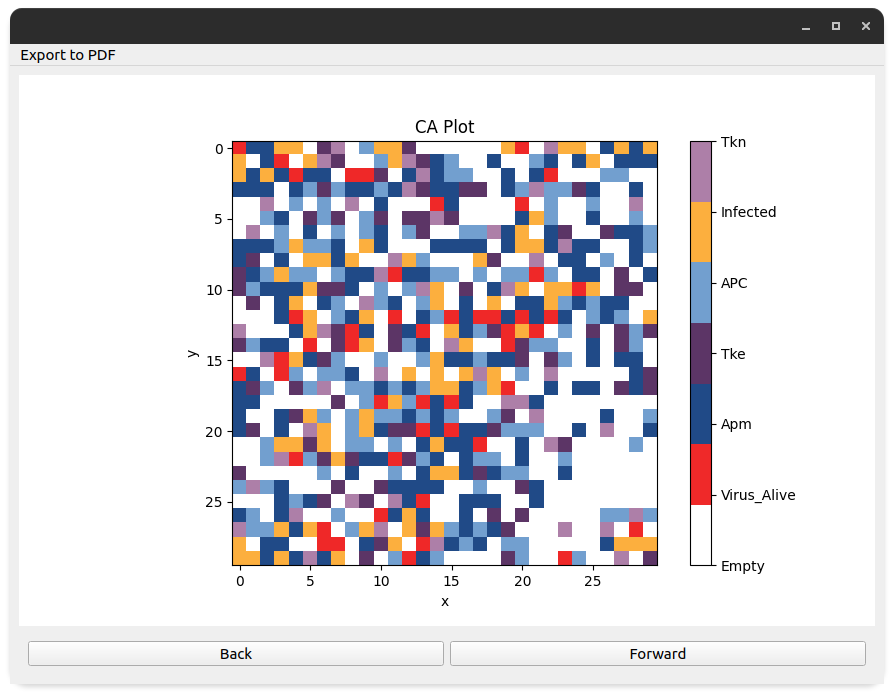 Export to PDF
CA Plot
0
5
10
15
20
25
y
0 5 10 15 20 25
x
Tkn
Infected
APC
Tke
Apm
Virus_Alive
Empty
Back
Forward